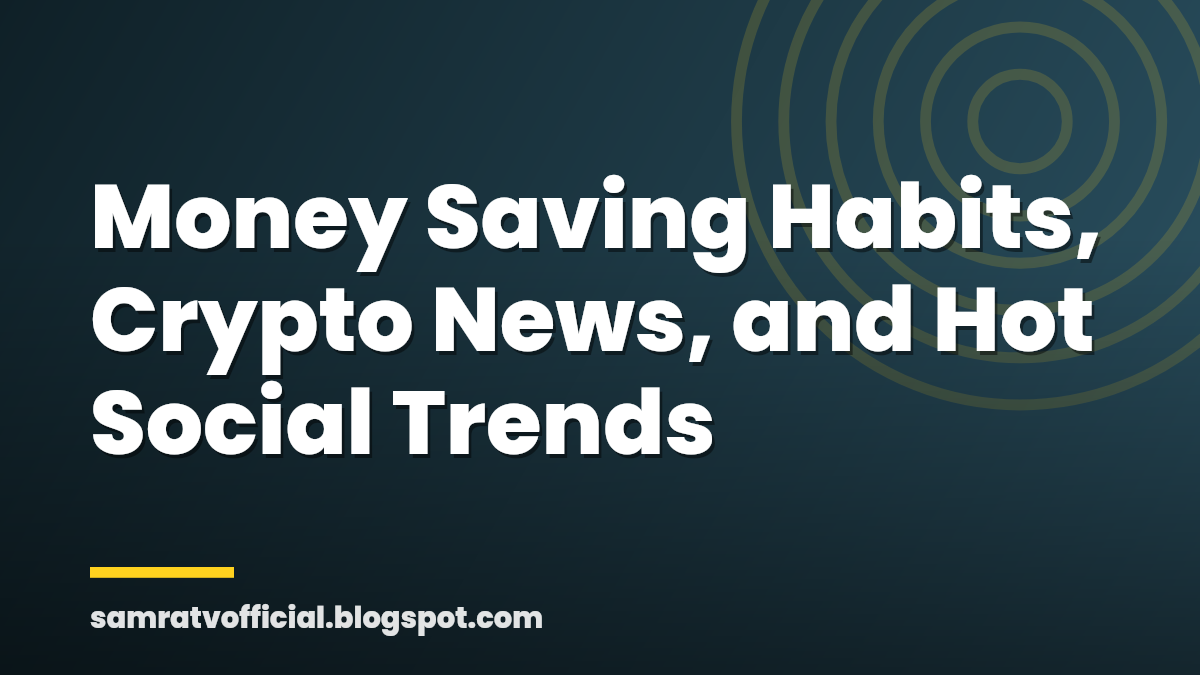 Money Saving Habits,
Crypto News, and Hot
Social Trends
samratvofficial.blogspot.com